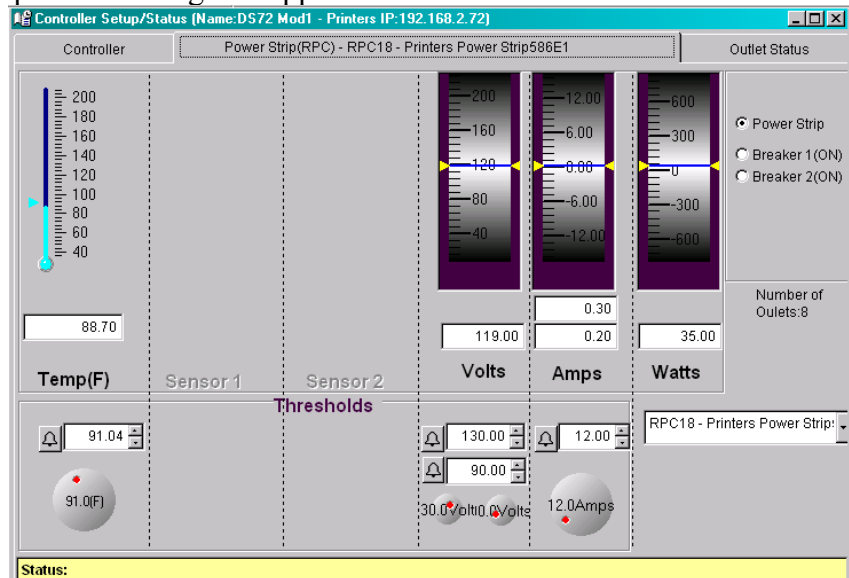 Controller Setup/Status (Name:DS72 Mod1 - Printers IP:192.168.2.72)
Controller
Power Strip(RPC) - RPC18 - Printers Power Strip586E1
Outlet Status
200
180
160
140
120
100
80
60
40
88.70
Temp(F)
Sensor 1
Sensor 2
200
160
120
80
40
119.00
Volts
12.00
6.00
0.00
-6.00
-12.00
0.30
0.20
Amps
600
300
0
-300
-600
35.00
Watts
Power Strip
Breaker 1(ON)
Breaker 2(ON)
Number of
Oulets:8
Thresholds
91.04
130.00
12.00
90.00
91.0(F)
30.0Volt
0.0Volts
12.0Amps
RPC18 - Printers Power Strip
Status: